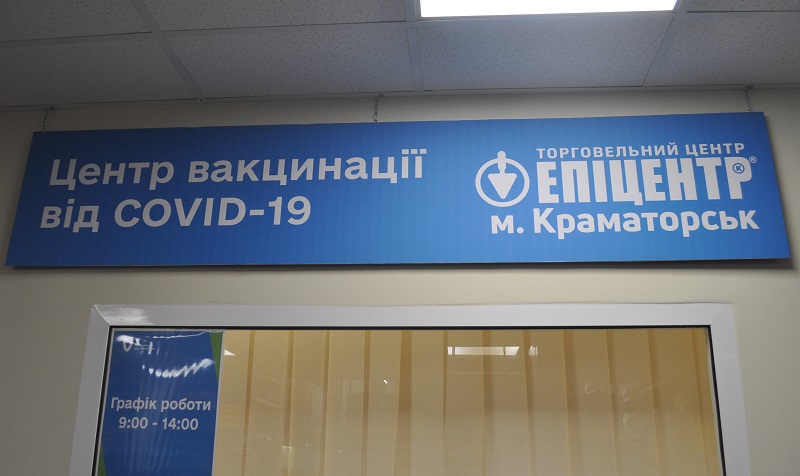 Центр вакцинації
від COVID-19
ТОРГОВЕЛЬНИЙ ЦЕНТР
ЕПІЦЕНТР® К
м. Краматорськ
Графік роботи
9:00 - 14:00